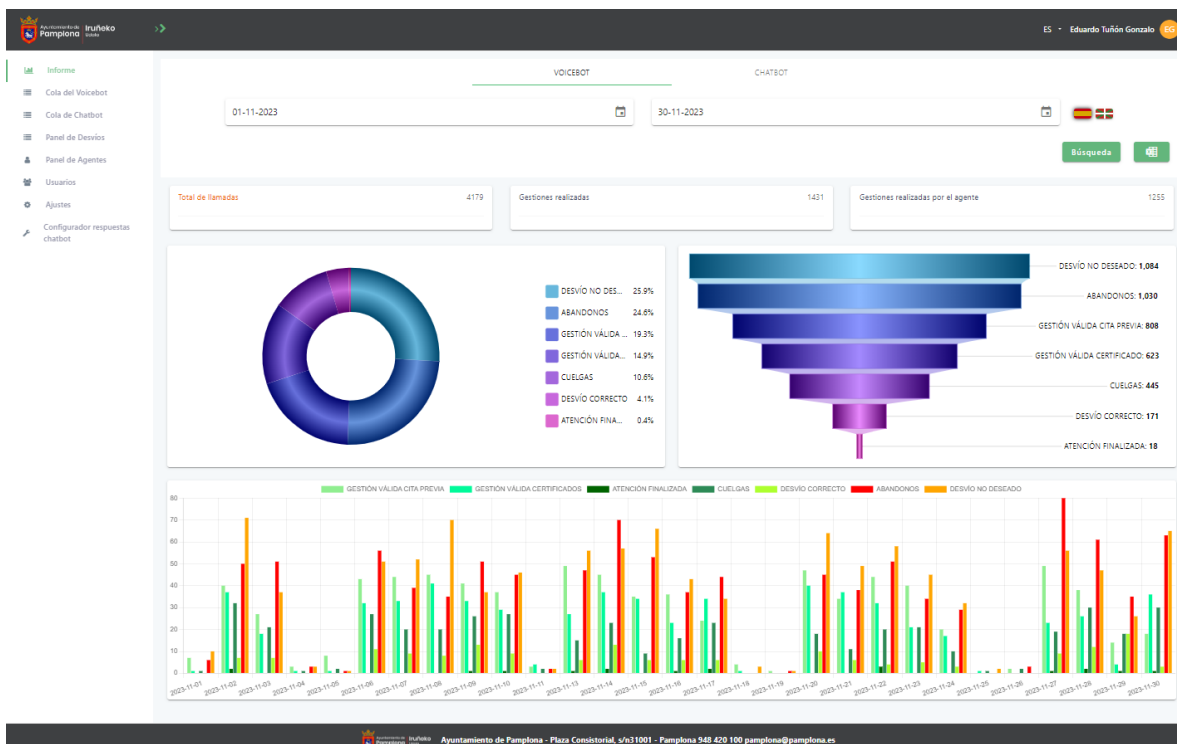 Ayuntamiento de Pamplona Iruñeko Udala
ES Eduardo Tuñón Gonzalo EG
Informe
Cola del Voicebot
Cola de Chatbot
Panel de Desvíos
Panel de Agentes
Usuarios
Ajustes
Configurador respuestas
chatbot
VOICEBOT CHATBOT
01-11-2023 30-11-2023
Búsqueda
Total de llamadas 4179
Gestiones realizadas 1431
Gestiones realizadas por el agente 1255
DESVÍO NO DES... 25.9%
ABANDONOS 24.6%
GESTIÓN VÁLIDA ... 19.3%
GESTIÓN VÁLIDA... 14.9%
CUELGAS 10.6%
DESVÍO CORRECTO 4.1%
ATENCIÓN FINA... 0.4%
DESVÍO NO DESEADO: 1,084
ABANDONOS: 1,030
GESTIÓN VÁLIDA CITA PREVIA: 808
GESTIÓN VÁLIDA CERTIFICADO: 623
CUELGAS: 445
DESVÍO CORRECTO: 171
ATENCIÓN FINALIZADA: 18
GESTIÓN VÁLIDA CITA PREVIA GESTIÓN VÁLIDA CERTIFICADOS ATENCIÓN FINALIZADA CUELGAS DESVÍO CORRECTO ABANDONOS DESVÍO NO DESEADO
80
70
60
50
40
30
20
10
0
2023-11-01 2023-11-02 2023-11-03 2023-11-04 2023-11-05 2023-11-06 2023-11-07 2023-11-08 2023-11-09 2023-11-10 2023-11-11 2023-11-13 2023-11-14 2023-11-15 2023-11-16 2023-11-17 2023-11-18 2023-11-19 2023-11-20 2023-11-21 2023-11-22 2023-11-23 2023-11-24 2023-11-25 2023-11-26 2023-11-27 2023-11-28 2023-11-29 2023-11-30
Ayuntamiento de Pamplona Iruñeko Udala Ayuntamiento de Pamplona - Plaza Consistorial, s/n31001 - Pamplona 948 420 100 pamplona@pamplona.es